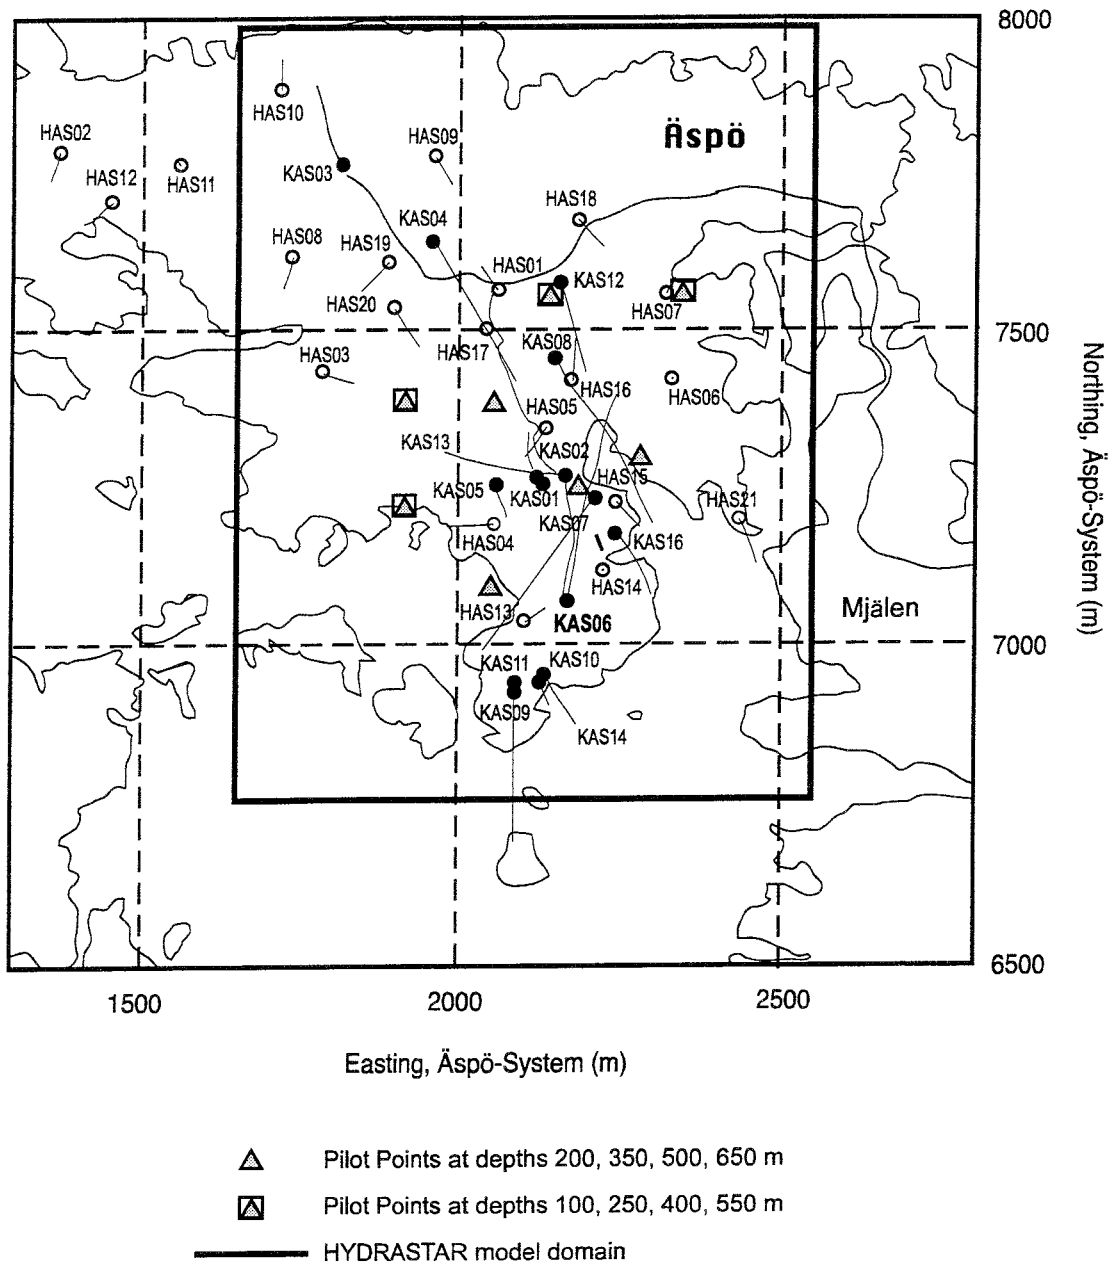 8000
HAS10
Äspö
HAS02
HAS09
KAS03
HAS12
HAS11
HAS18
KAS04
HAS08
HAS19
HAS01
KAS12
HAS20
HAS07
7500
HAS17
KAS08
HAS03
HAS16
HAS06
HAS05
KAS13
KAS02
KAS05
KAS01
HAS15
HAS21
KAS07
HAS04
KAS16
HAS14
HAS13
KAS06
Mjälen
7000
KAS11
KAS10
KAS09
KAS14
6500
Northing, Äspö-System (m)
1500
2000
2500
Easting, Äspö-System (m)
Pilot Points at depths 200, 350, 500, 650 m
Pilot Points at depths 100, 250, 400, 550 m
HYDRASTAR model domain